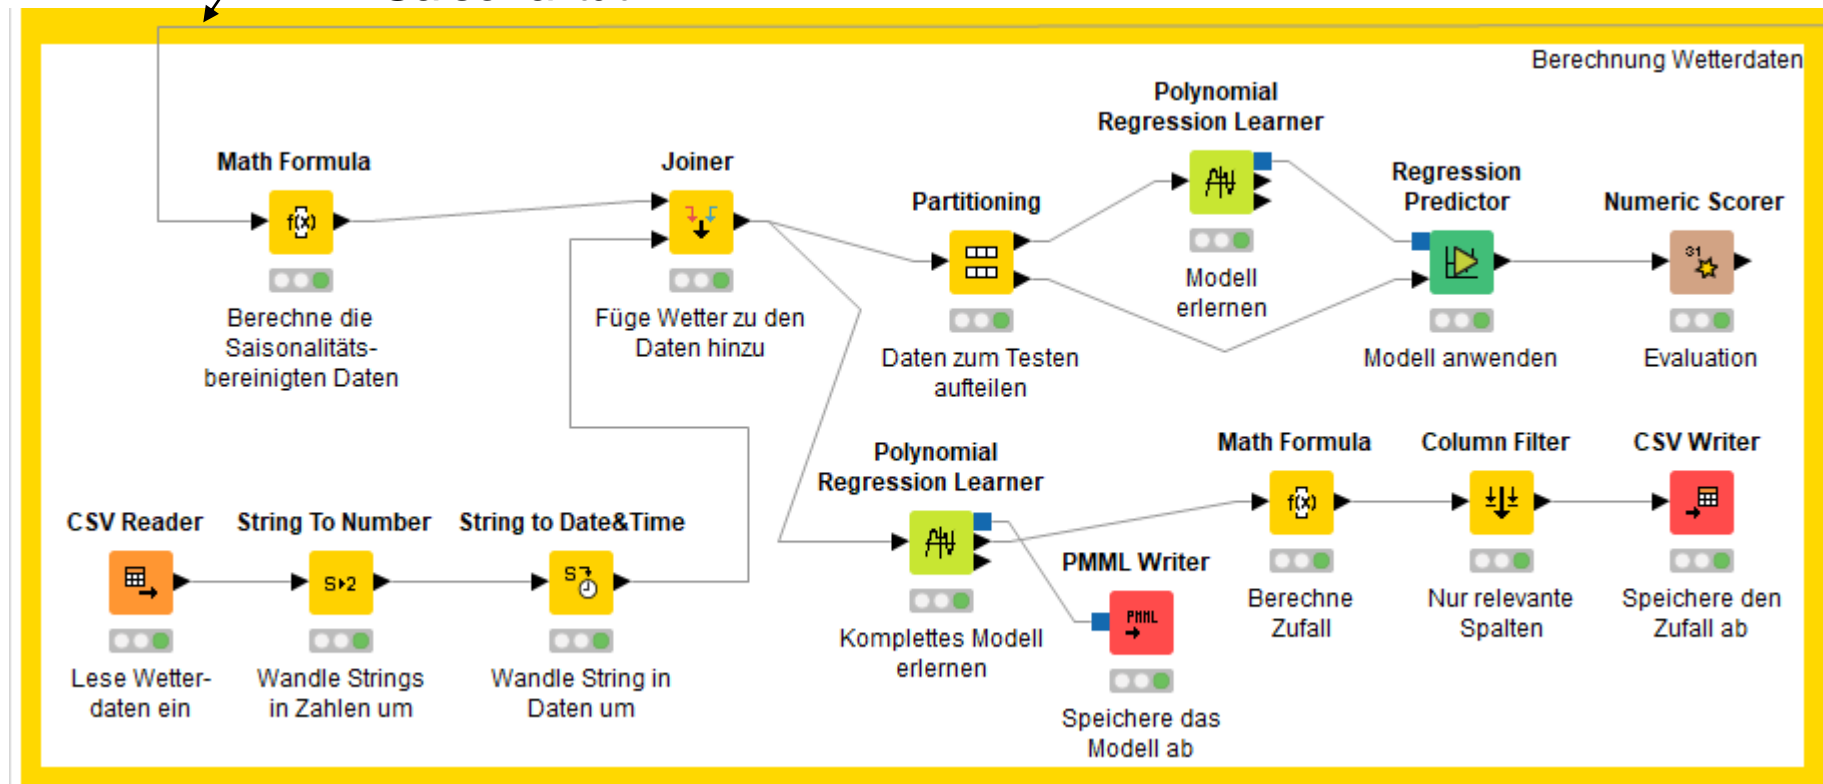 Berechnung Wetterdaten
Math Formula
f(x)
Berechne die
Saisonalitäts-
bereinigten Daten
Joiner
Füge Wetter zu den
Daten hinzu
Partitioning
Daten zum Testen
aufteilen
Polynomial
Regression Learner
Modell
erlernen
Regression
Predictor
Modell anwenden
Numeric Scorer
31
Evaluation
CSV Reader
Lese Wetter-
daten ein
String To Number
S▸2
Wandle Strings
in Zahlen um
String to Date&Time
S
Wandle String in
Daten um
Polynomial
Regression Learner
Komplettes Modell
erlernen
PMML Writer
PMML
Speichere das
Modell ab
Math Formula
f(x)
Berechne
Zufall
Column Filter
Nur relevante
Spalten
CSV Writer
Speichere den
Zufall ab